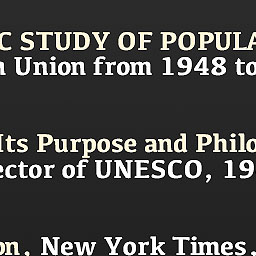 C STUDY OF POPULA
a Union from 1948 to
Its Purpose and Philo
ector of UNESCO, 19
on, New York Times,